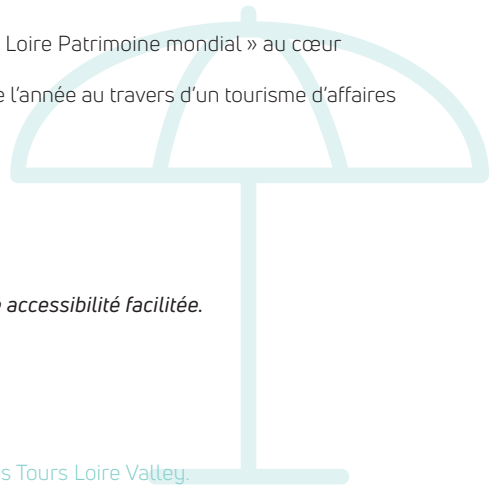 Loire Patrimoine mondial » au cœur
e l'année au travers d'un tourisme d'affaires
accessibilité facilitée.
s Tours Loire Valley.